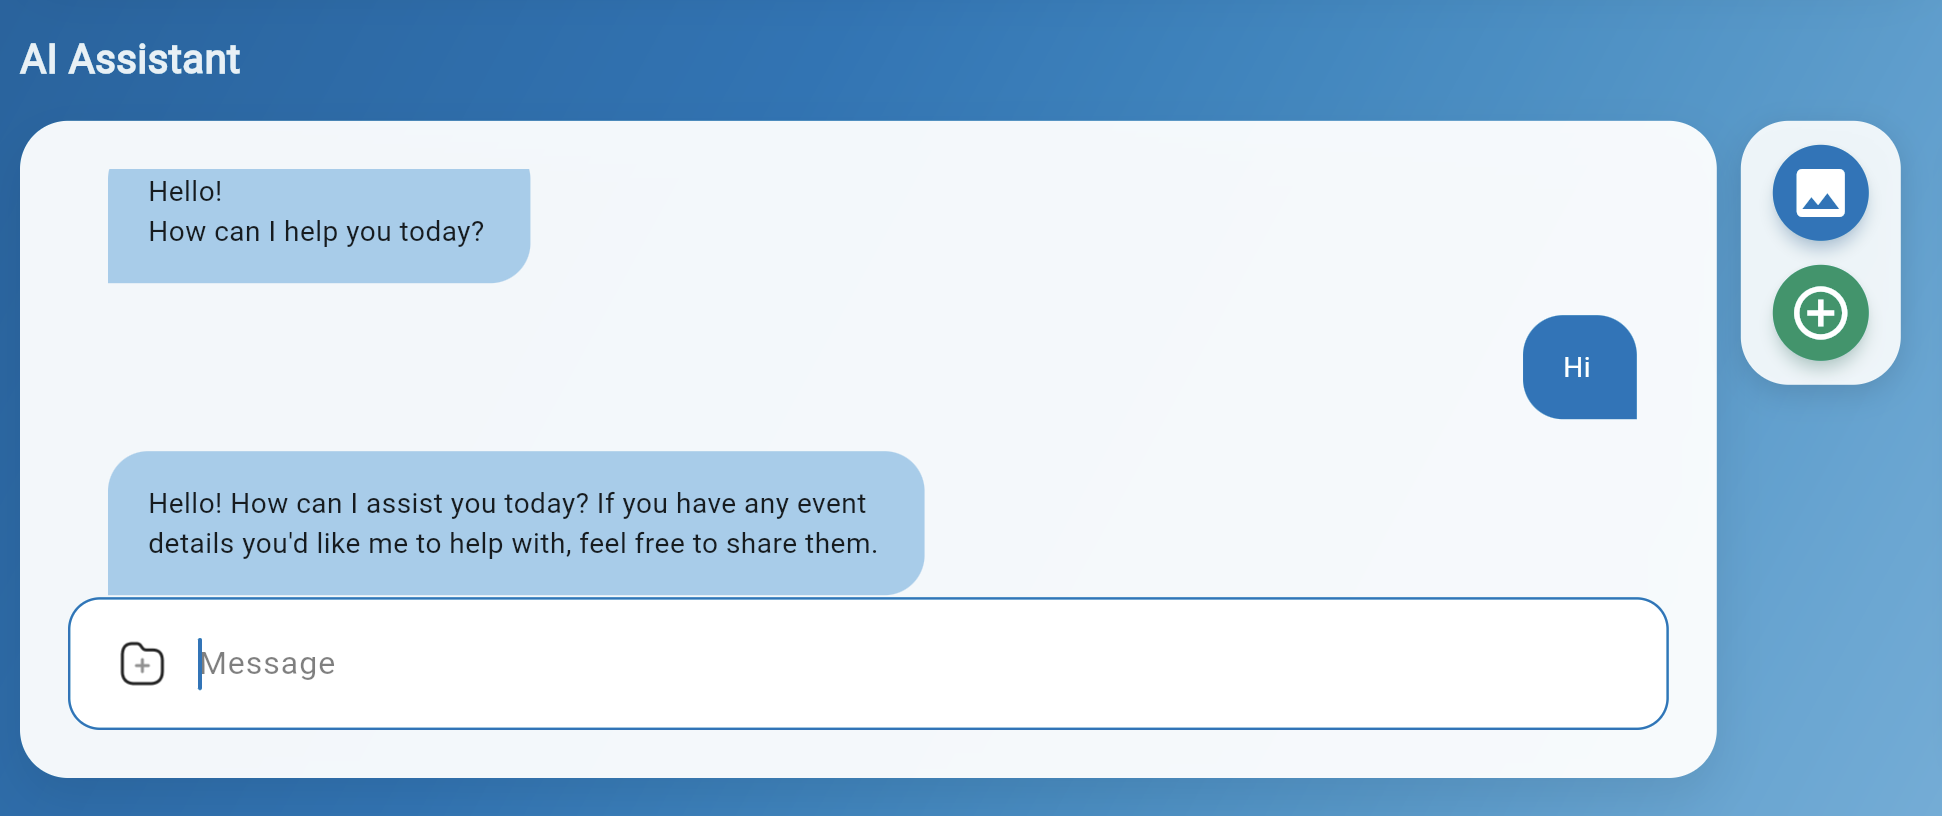 AI Assistant
Hello!
How can I help you today?
Hi
Hello! How can I assist you today? If you have any event
details you'd like me to help with, feel free to share them.
Message